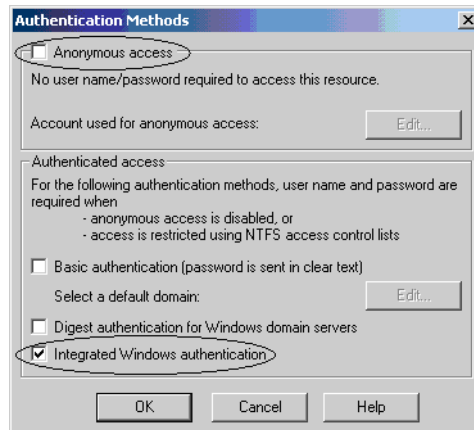 Authentication Methods
Anonymous access
No user name/password required to access this resource.
Account used for anonymous access:
Edit...
Authenticated access
For the following authentication methods, user name and password are
required when
- anonymous access is disabled, or
- access is restricted using NTFS access control lists
Basic authentication (password is sent in clear text)
Select a default domain:
Edit...
Digest authentication for Windows domain servers
Integrated Windows authentication
OK
Cancel
Help